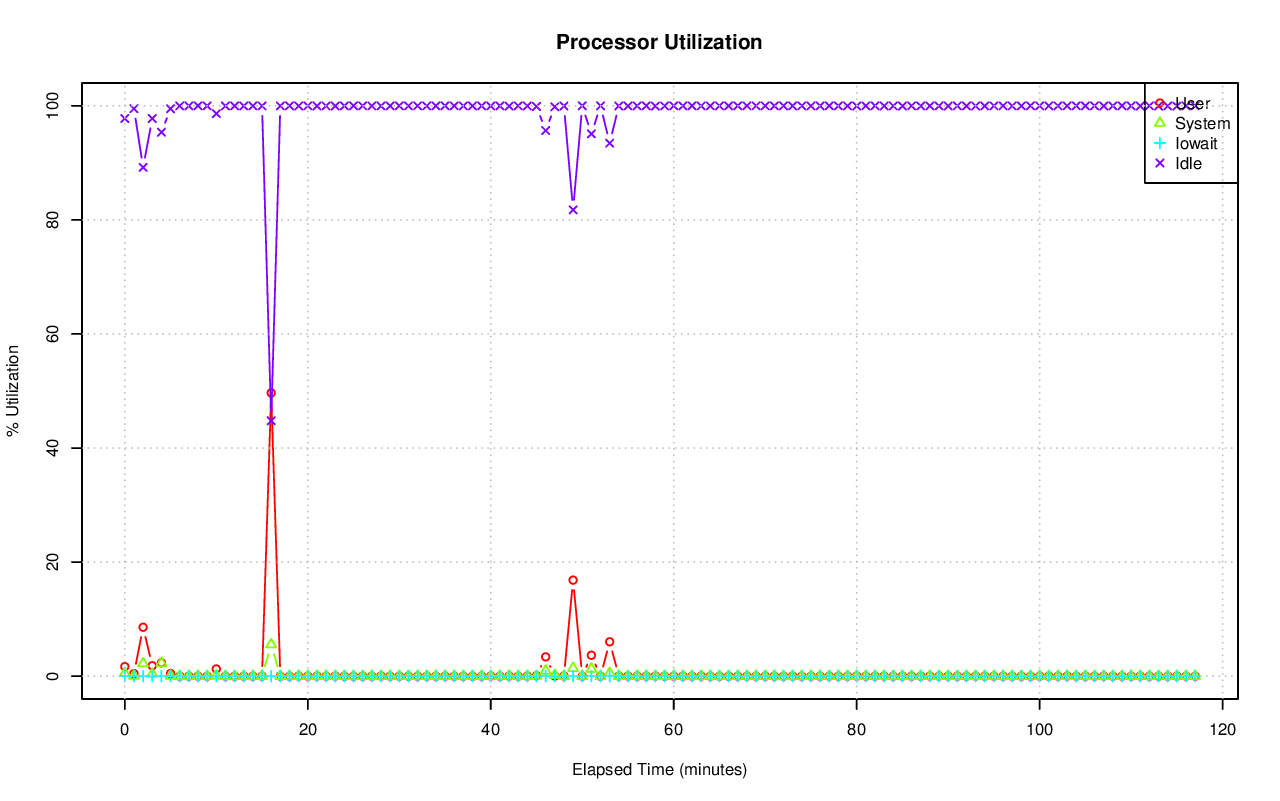 Processor Utilization
100
80
60
40
20
0
% Utilization
User
System
Iowait
Idle
0 20 40 60 80 100 120
Elapsed Time (minutes)